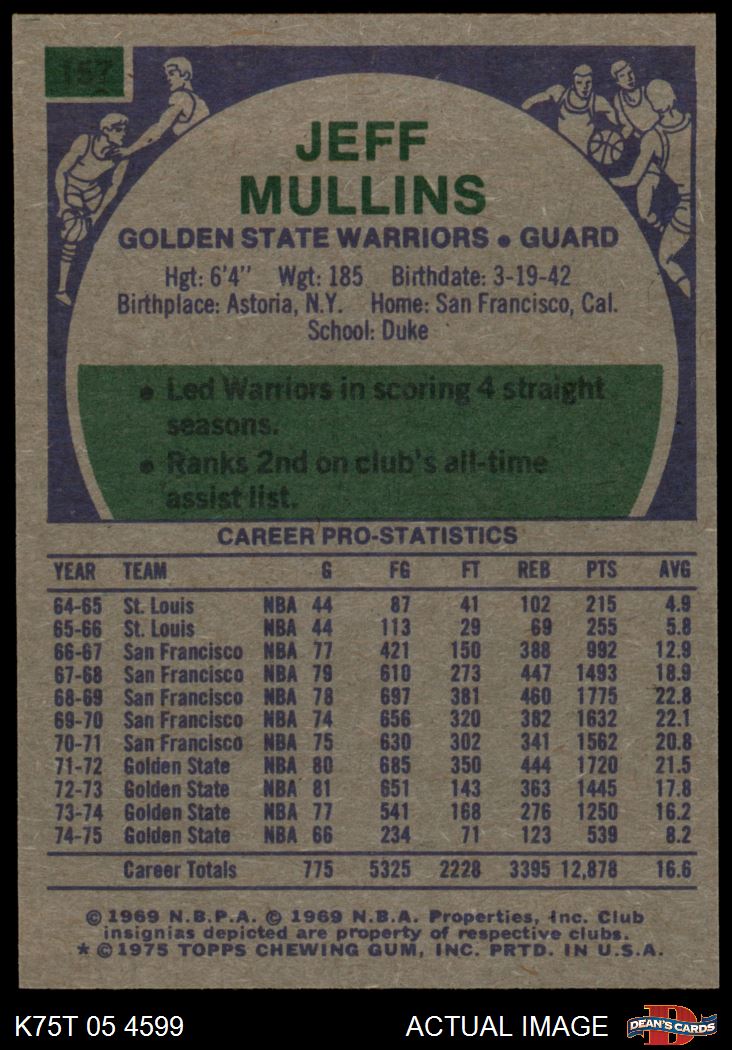 157
JEFF
MULLINS
GOLDEN STATE WARRIORS • GUARD
Hgt: 6'4" Wgt: 185 Birthdate: 3-19-42
Birthplace: Astoria, N.Y. Home: San Francisco, Cal.
School: Duke
• Led Warriors in scoring 4 straight
seasons.
• Ranks 2nd on club's all-time
assist list.
CAREER PRO-STATISTICS
YEAR TEAM G FG FT REB PTS AVG
64-65 St. Louis NBA 44 87 41 102 215 4.9
65-66 St. Louis NBA 44 113 29 69 255 5.8
66-67 San Francisco NBA 77 421 150 388 992 12.9
67-68 San Francisco NBA 79 610 273 447 1493 18.9
68-69 San Francisco NBA 78 697 381 460 1775 22.8
69-70 San Francisco NBA 74 656 320 382 1632 22.1
70-71 San Francisco NBA 75 630 302 341 1562 20.8
71-72 Golden State NBA 80 685 350 444 1720 21.5
72-73 Golden State NBA 81 651 143 363 1445 17.8
73-74 Golden State NBA 77 541 168 276 1250 16.2
74-75 Golden State NBA 66 234 71 123 539 8.2
Career Totals 775 5325 2228 3395 12,878 16.6
© 1969 N.B.P.A. © 1969 N.B.A. Properties, Inc. Club
insignias depicted are property of respective clubs.
* © 1975 TOPPS CHEWING GUM, INC. PRTD. IN U.S.A.
K75T 05 4599 ACTUAL IMAGE D DEAN'S CARDS